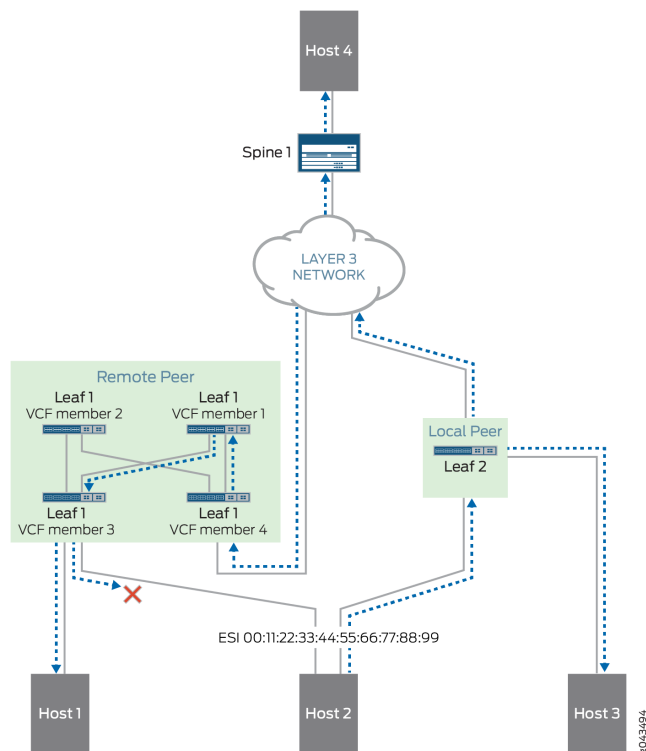 Host 4
Spine 1
LAYER 3
NETWORK
Remote Peer
Leaf 1
VCF member 2
Leaf 1
VCF member 1
Leaf 1
VCF member 3
Leaf 1
VCF member 4
Local Peer
Leaf 2
ESI 00:11:22:33:44:55:66:77:88:99
Host 1
Host 2
Host 3